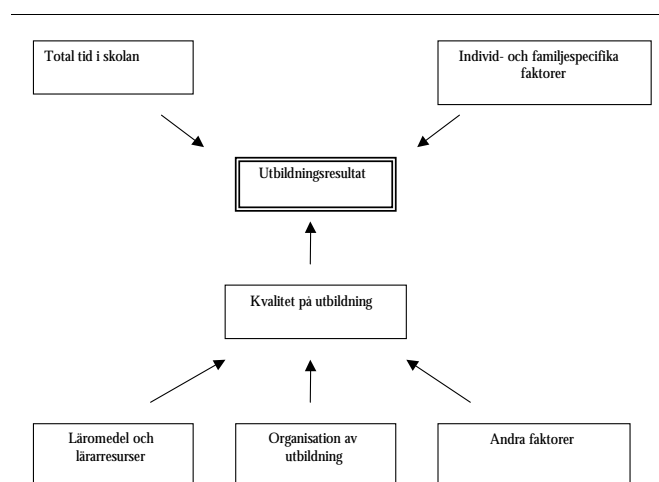 Total tid i skolan
Individ- och familjespecifika
faktorer
Utbildningsresultat
Kvalitet på utbildning
Läromedel och
lärarresurser
Organisation av
utbildning
Andra faktorer